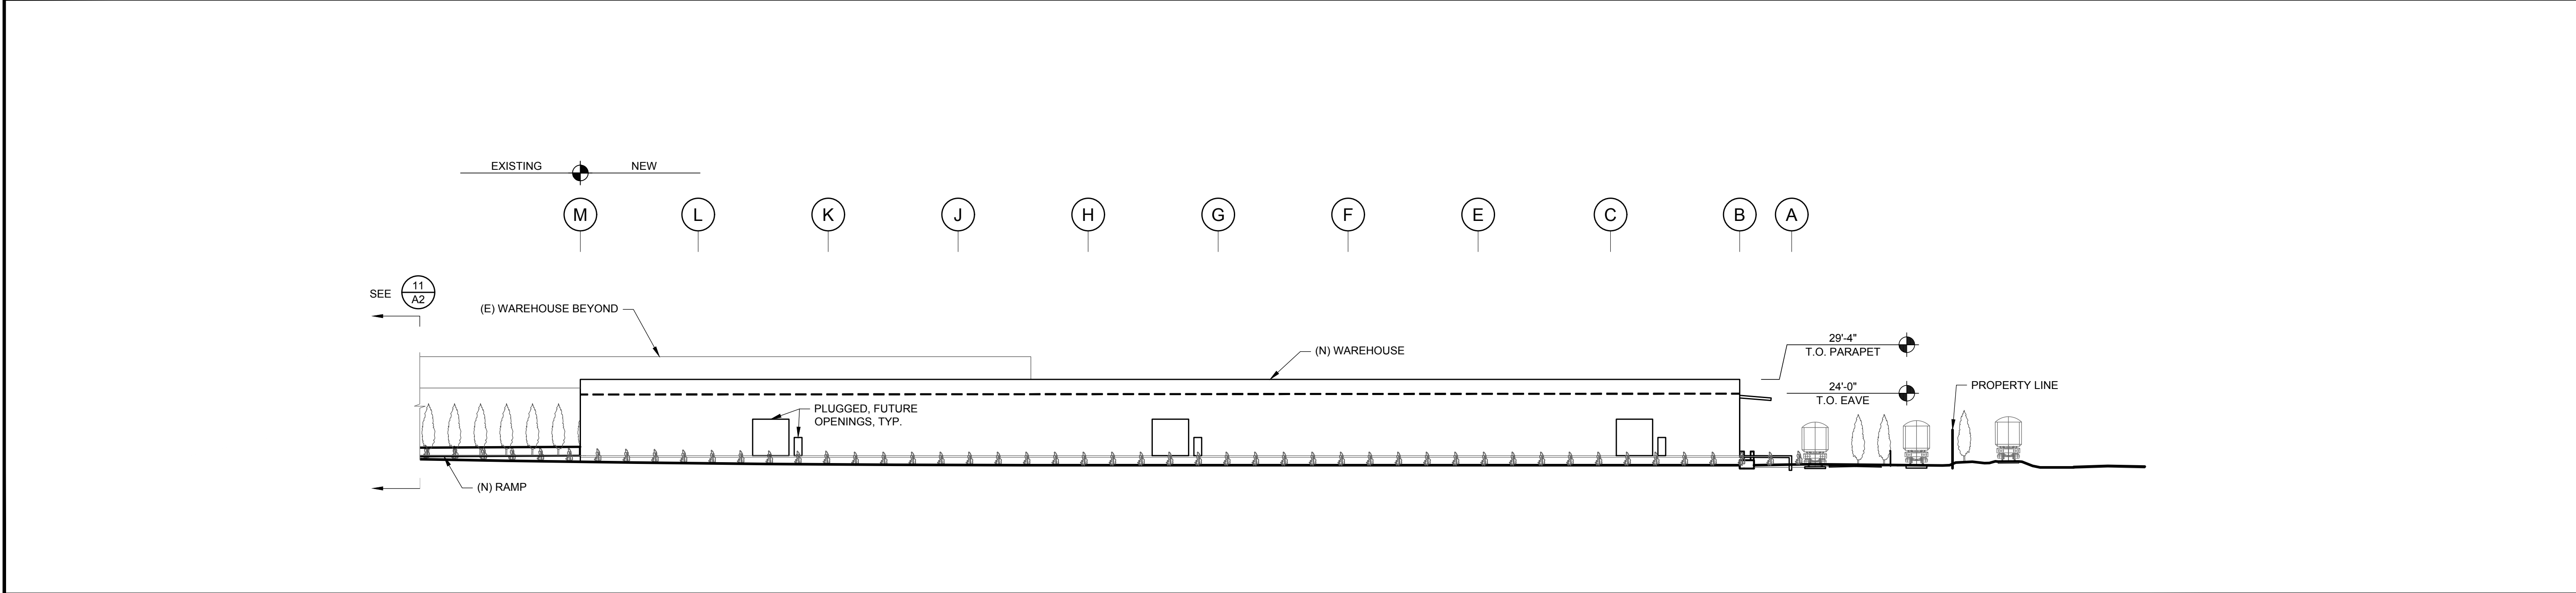 EXISTING
NEW
M
L
K
J
H
G
F
E
C
B
A
SEE
11
A2
(E) WAREHOUSE BEYOND
(N) WAREHOUSE
29'-4"
T.O. PARAPET
24'-0"
T.O. EAVE
PROPERTY LINE
PLUGGED, FUTURE
OPENINGS, TYP.
(N) RAMP